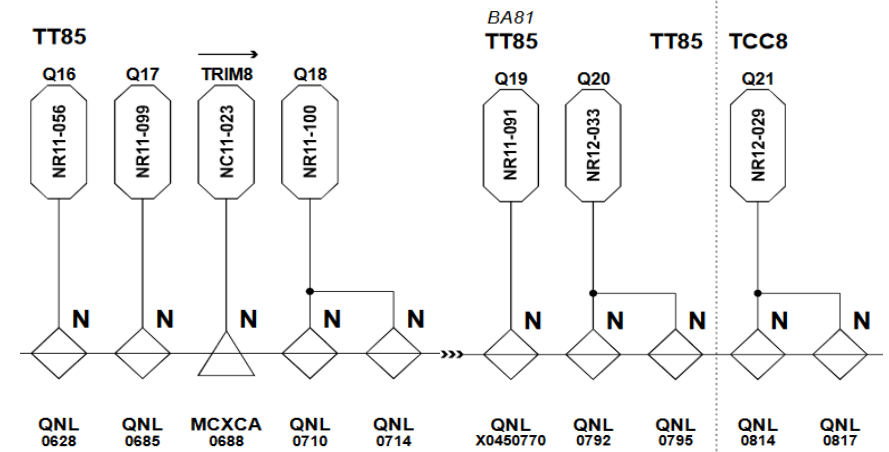 BA81
TT85 TT85 TT85 TCC8
Q16 Q17 TRIM8 Q18 Q19 Q20 Q21
NR11-056 NR11-099 NC11-023 NR11-100 NR11-091 NR12-033 NR12-029
N N N N N N N N N N
QNL QNL MCXCA QNL QNL QNL QNL QNL QNL QNL
0628 0685 0688 0710 0714 X0450770 0792 0795 0814 0817